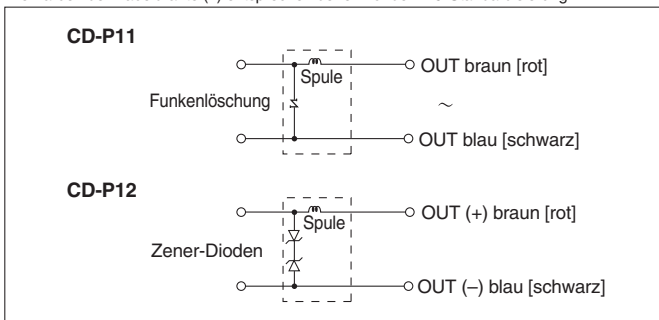 CD-P11
Spule
OUT braun [rot]
Funkenlöschung
~
OUT blau [schwarz]
CD-P12
Spule
OUT (+) braun [rot]
Zener-Dioden
OUT (–) blau [schwarz]